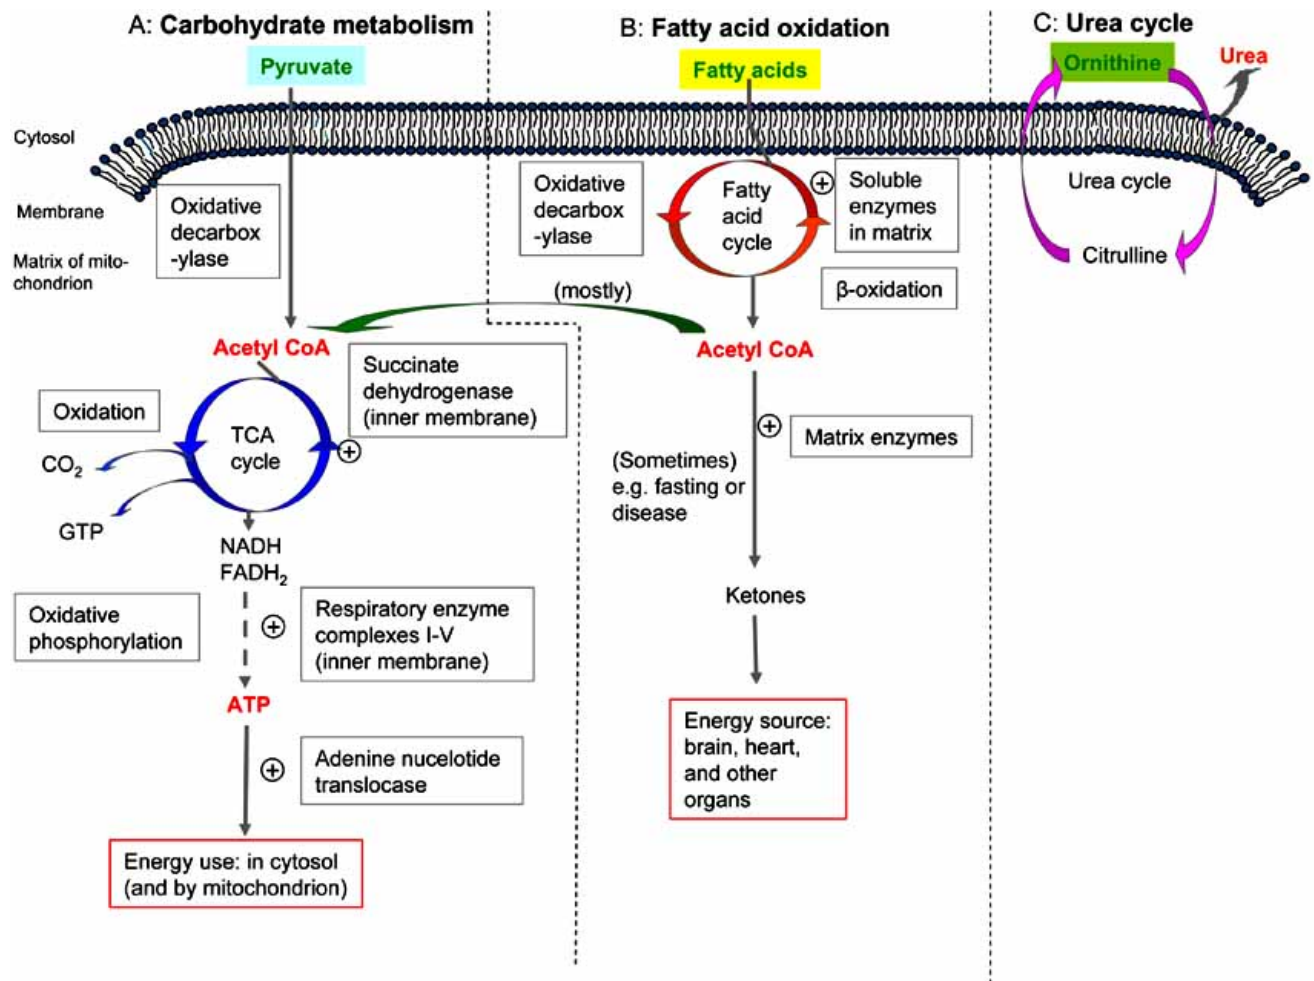 A: Carbohydrate metabolism
Pyruvate
Cytosol
Membrane
Matrix of mito-
chondrion
Oxidative
decarbox
-ylase
Acetyl CoA
Succinate
dehydrogenase
(inner membrane)
Oxidation
TCA
cycle
+
CO₂
GTP
NADH
FADH₂
Oxidative
phosphorylation
+
Respiratory enzyme
complexes I-V
(inner membrane)
ATP
+
Adenine nucelotide
translocase
Energy use: in cytosol
(and by mitochondrion)
B: Fatty acid oxidation
Fatty acids
Oxidative
decarbox
-ylase
Fatty
acid
cycle
+
Soluble
enzymes
in matrix
β-oxidation
(mostly)
Acetyl CoA
+
Matrix enzymes
(Sometimes)
e.g. fasting or
disease
Ketones
Energy source:
brain, heart,
and other
organs
C: Urea cycle
Ornithine
Urea
Urea cycle
Citrulline